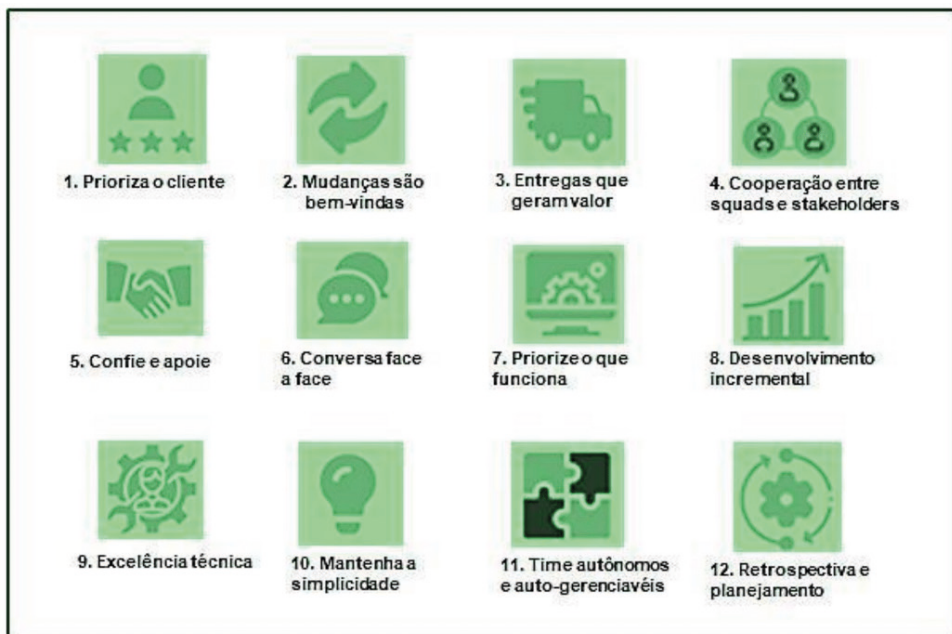 1. Prioriza o cliente
2. Mudanças são
bem-vindas
3. Entregas que
geram valor
4. Cooperação entre
squads e stakeholders
5. Confie e apoie
6. Conversa face
a face
7. Priorize o que
funciona
8. Desenvolvimento
incremental
9. Excelência técnica
10. Mantenha a
simplicidade
11. Time autônomos
e auto-gerenciavéis
12. Retrospectiva e
planejamento